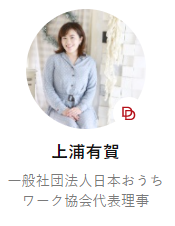 上浦有賀
一般社団法人日本おうち
ワーク協会代表理事